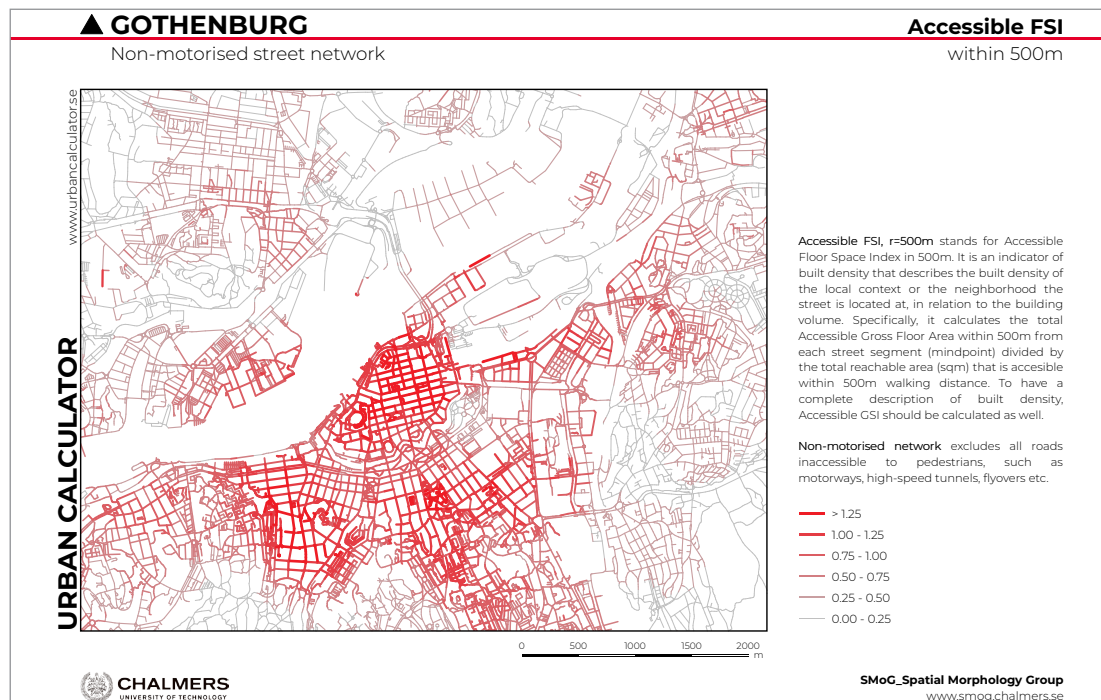 GOTHENBURG
Accessible FSI
Non-motorised street network
within 500m
www.urbancalculator.se
URBAN CALCULATOR
Accessible FSI, r=500m stands for Accessible
Floor Space Index in 500m. It is an indicator of
built density that describes the built density of
the local context or the neighborhood the
street is located at, in relation to the building
volume. Specifically, it calculates the total
Accessible Gross Floor Area within 500m from
each street segment (mindpoint) divided by
the total reachable area (sqm) that is accesible
within 500m walking distance. To have a
complete description of built density,
Accessible GSI should be calculated as well.
Non-motorised network excludes all roads
inaccessible to pedestrians, such as
motorways, high-speed tunnels, flyovers etc.
> 1.25
1.00 - 1.25
0.75 - 1.00
0.50 - 0.75
0.25 - 0.50
0.00 - 0.25
0 500 1000 1500 2000
m
CHALMERS
UNIVERSITY OF TECHNOLOGY
SMoG_Spatial Morphology Group
www.smog.chalmers.se